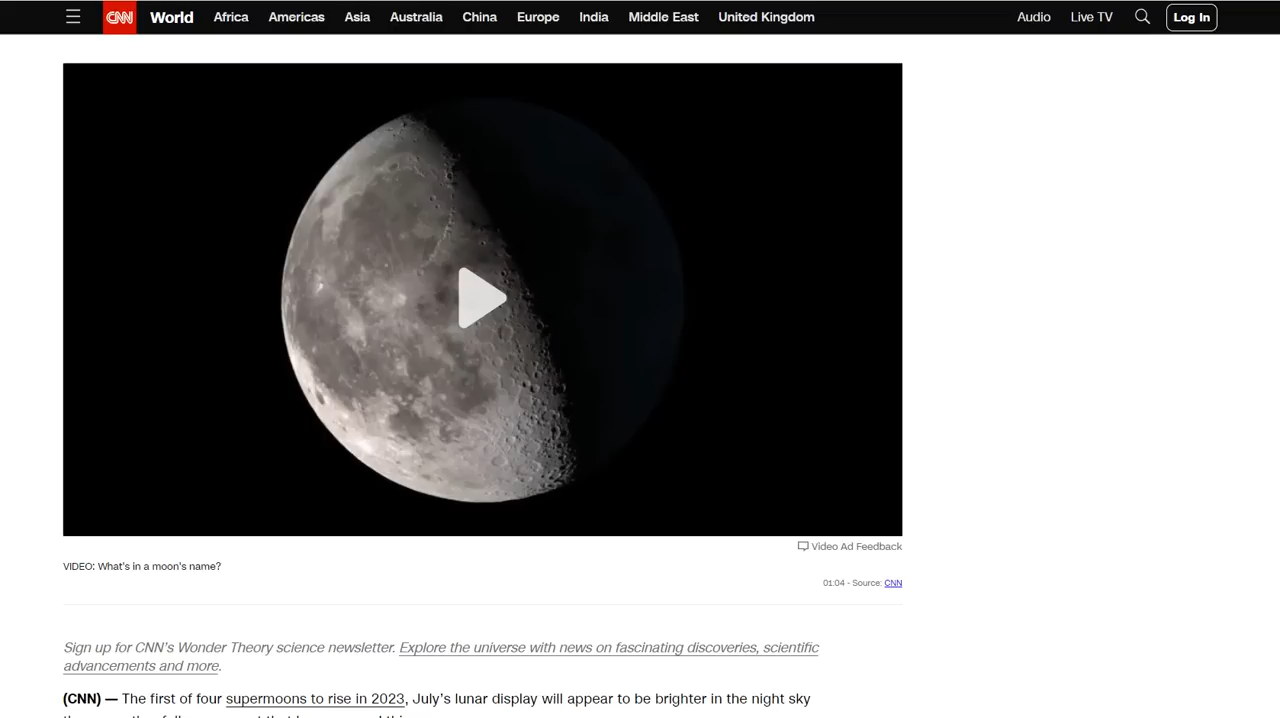 CNN World Africa Americas Asia Australia China Europe India Middle East United Kingdom Audio Live TV Log In
Video Ad Feedback
VIDEO: What's in a moon's name?
01:04 - Source: CNN
Sign up for CNN's Wonder Theory science newsletter. Explore the universe with news on fascinating discoveries, scientific
advancements and more.
(CNN) — The first of four supermoons to rise in 2023, July's lunar display will appear to be brighter in the night sky